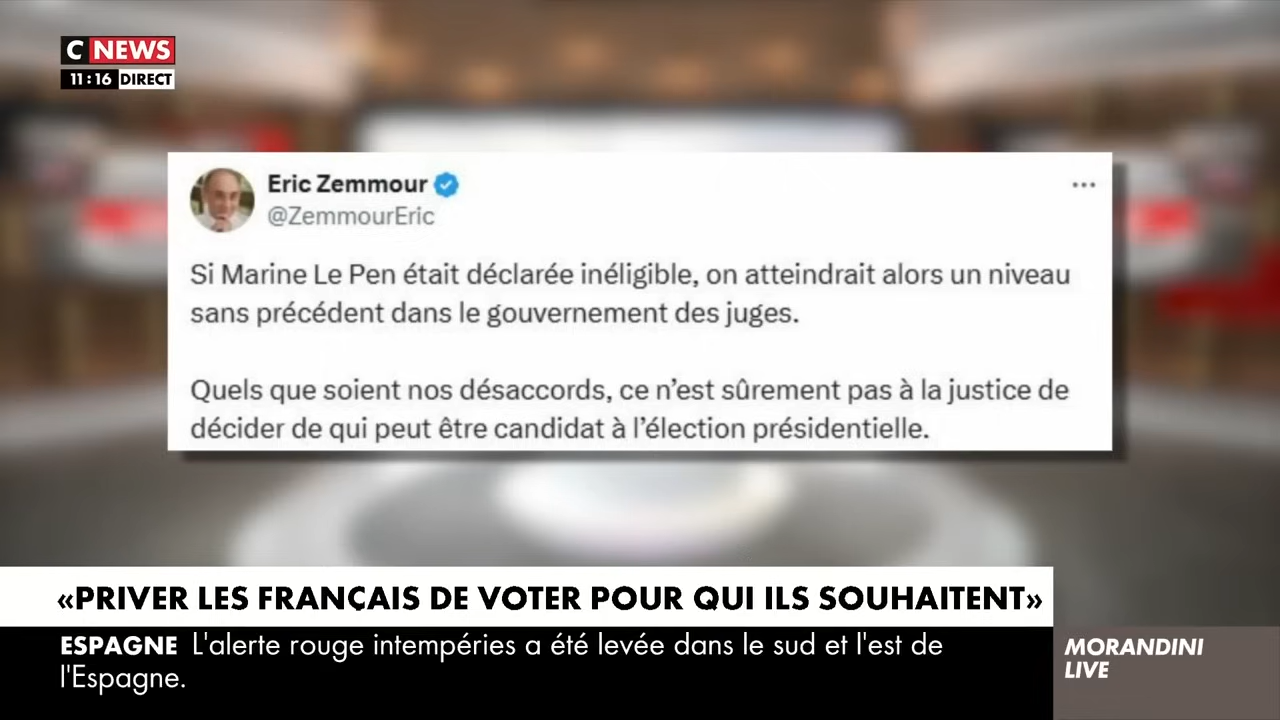 C NEWS
11:16 DIRECT
Eric Zemmour
@ZemmourEric
Si Marine Le Pen était déclarée inéligible, on atteindrait alors un niveau
sans précédent dans le gouvernement des juges.
Quels que soient nos désaccords, ce n’est sûrement pas à la justice de
décider de qui peut être candidat à l’élection présidentielle.
«PRIVER LES FRANÇAIS DE VOTER POUR QUI ILS SOUHAITENT»
ESPAGNE L'alerte rouge intempéries a été levée dans le sud et l'est de
l'Espagne.
MORANDINI
LIVE